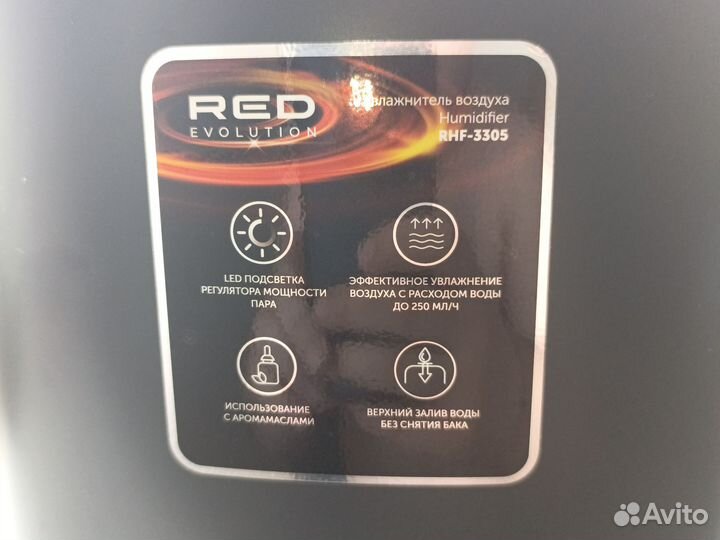 RED
EVOLUTION
влажнитель воздуха
Humidifier
RHF-3305
LED ПОДСВЕТКА
РЕГУЛЯТОРА МОЩНОСТИ
ПАРА
ЭФФЕКТИВНОЕ УВЛАЖНЕНИЕ
ВОЗДУХА С РАСХОДОМ ВОДЫ
ДО 250 МЛ/Ч
ИСПОЛЬЗОВАНИЕ
С АРОМАМАСЛАМИ
ВЕРХНИЙ ЗАЛИВ ВОДЫ
БЕЗ СНЯТИЯ БАКА
Avito